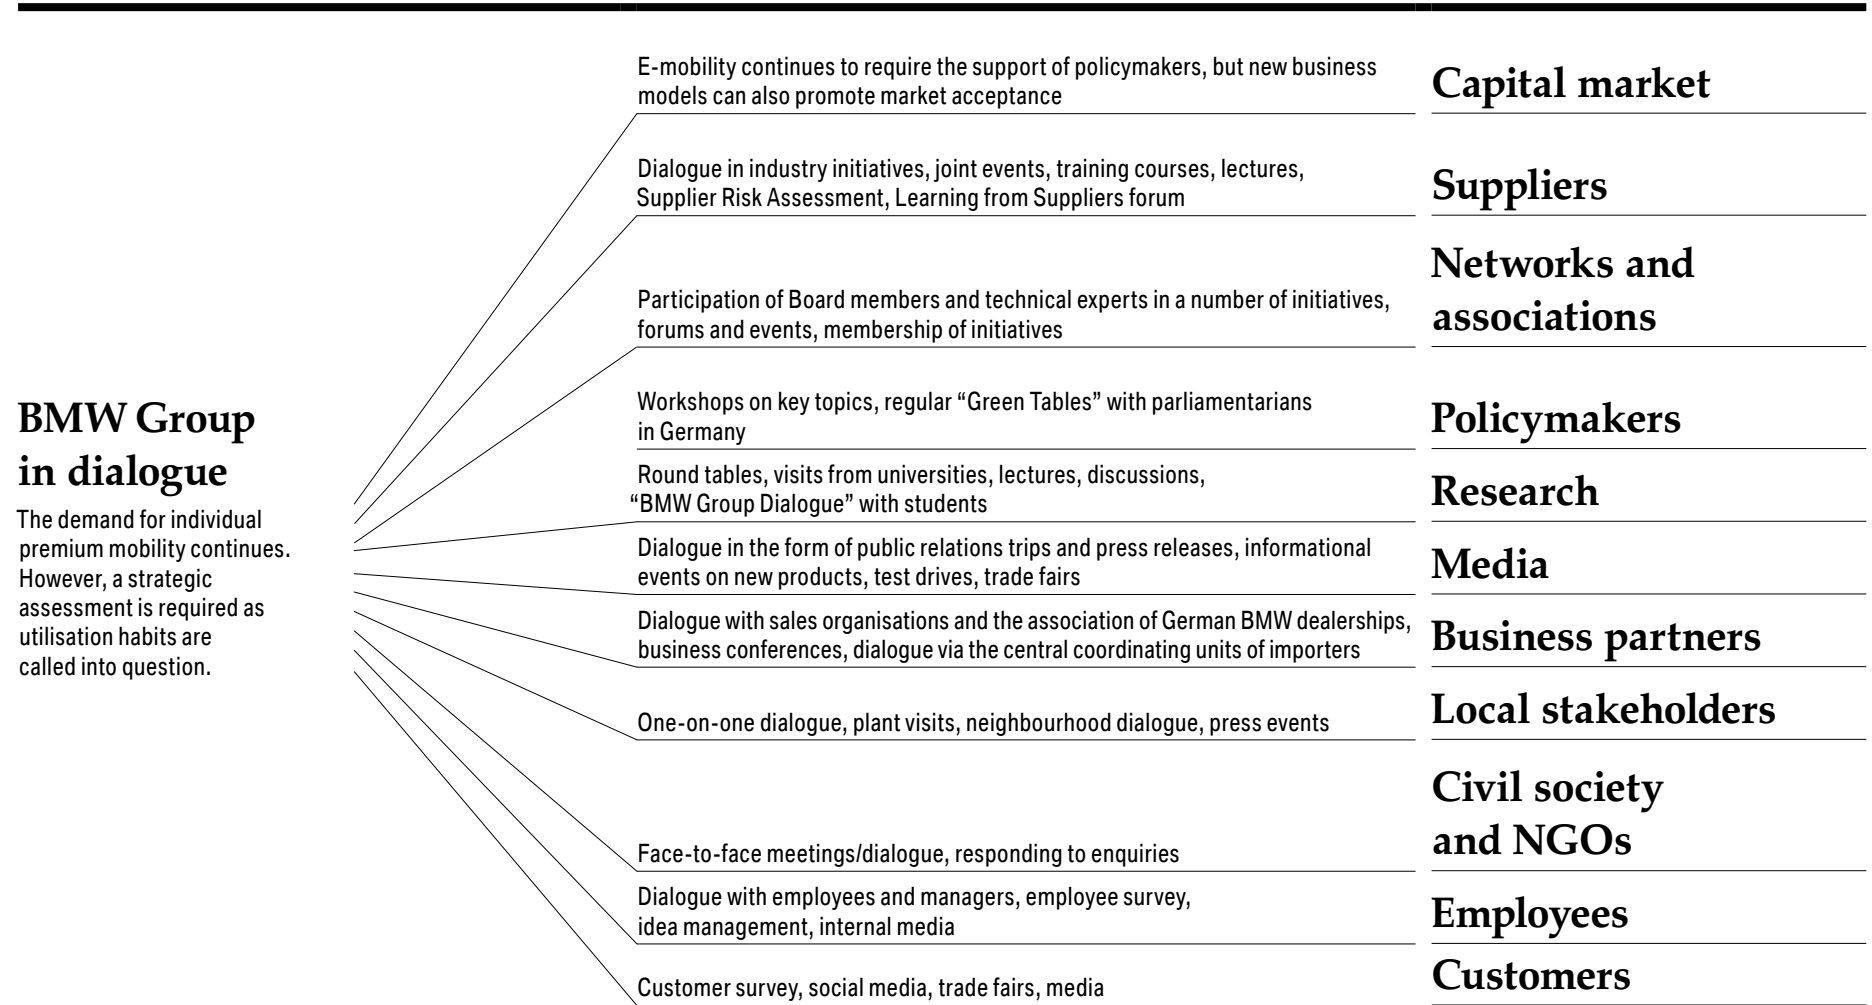 BMW Group
in dialogue
The demand for individual
premium mobility continues.
However, a strategic
assessment is required as
utilisation habits are
called into question.
E-mobility continues to require the support of policymakers, but new business
models can also promote market acceptance
Capital market
Dialogue in industry initiatives, joint events, training courses, lectures,
Supplier Risk Assessment, Learning from Suppliers forum
Suppliers
Participation of Board members and technical experts in a number of initiatives,
forums and events, membership of initiatives
Networks and
associations
Workshops on key topics, regular “Green Tables” with parliamentarians
in Germany
Policymakers
Round tables, visits from universities, lectures, discussions,
“BMW Group Dialogue” with students
Research
Dialogue in the form of public relations trips and press releases, informational
events on new products, test drives, trade fairs
Media
Dialogue with sales organisations and the association of German BMW dealerships,
business conferences, dialogue via the central coordinating units of importers
Business partners
One-on-one dialogue, plant visits, neighbourhood dialogue, press events
Local stakeholders
Face-to-face meetings/dialogue, responding to enquiries
Civil society
and NGOs
Dialogue with employees and managers, employee survey,
idea management, internal media
Employees
Customer survey, social media, trade fairs, media
Customers